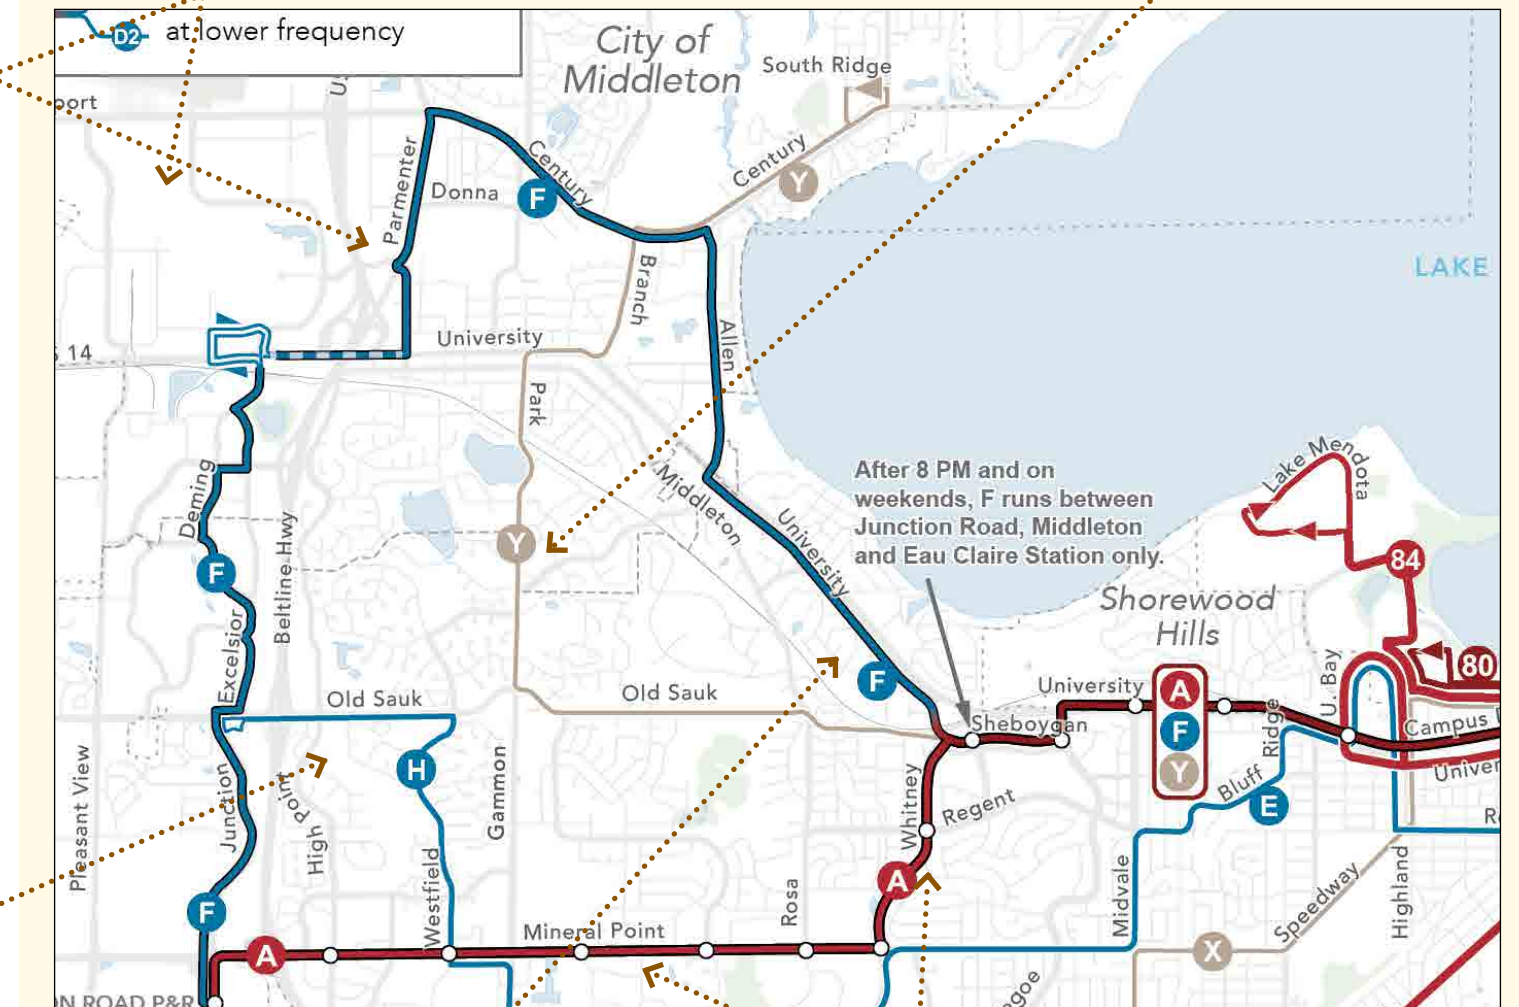 D2 at lower frequency
City of
Middleton
South Ridge
port
Century
Y
Parmenter
Donna
Century
F
LAKE
Branch
14
University
Allen
Park
Deming
Middleton
University
After 8 PM and on
weekends, F runs between
Junction Road, Middleton
and Eau Claire Station only.
Lake Mendota
Y
F
Beltline Hwy
84
Shorewood
Hills
Excelsior
Old Sauk
Old Sauk
F
University
A
F
Y
U. Bay
80
Sheboygan
Ridge
Campus
Univer
Pleasant View
Junction
High Point
H
Gammon
Whitney
Regent
Bluff
E
R
A
Westfield
Rosa
Midvale
Speedway
Highland
F
A
Mineral Point
X
ON ROAD P&R
goe